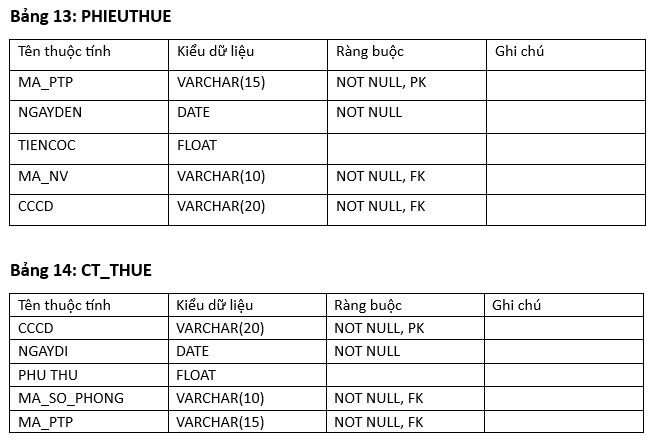 Bảng 13: PHIEUTHUE
Tên thuộc tính Kiểu dữ liệu Ràng buộc Ghi chú
MA_PTP VARCHAR(15) NOT NULL, PK
NGAYDEN DATE NOT NULL
TIENCOC FLOAT
MA_NV VARCHAR(10) NOT NULL, FK
CCCD VARCHAR(20) NOT NULL, FK
Bảng 14: CT_THUE
Tên thuộc tính Kiểu dữ liệu Ràng buộc Ghi chú
CCCD VARCHAR(20) NOT NULL, PK
NGAYDI DATE NOT NULL
PHU THU FLOAT
MA_SO_PHONG VARCHAR(10) NOT NULL, FK
MA_PTP VARCHAR(15) NOT NULL, FK